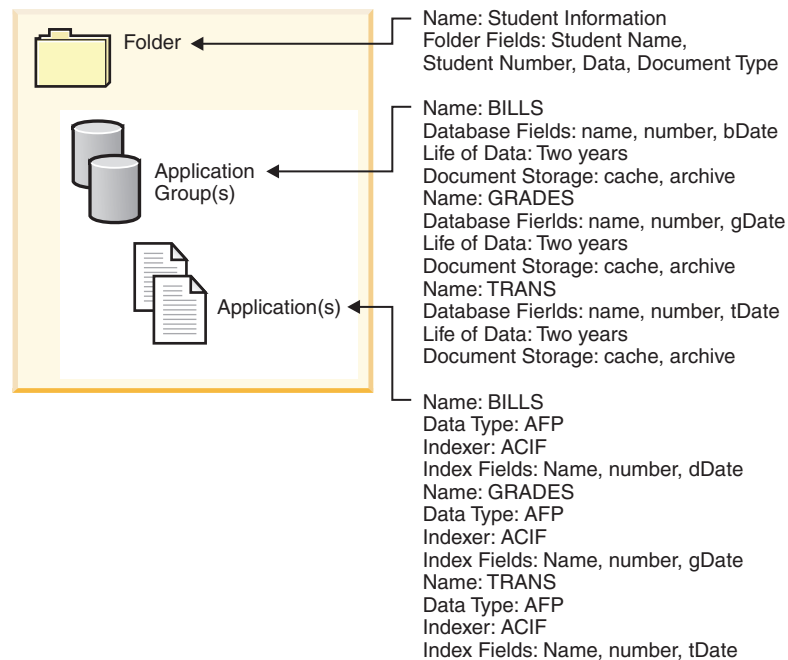 Folder
Name: Student Information
Folder Fields: Student Name,
Student Number, Data, Document Type
Application
Group(s)
Name: BILLS
Database Fields: name, number, bDate
Life of Data: Two years
Document Storage: cache, archive
Name: GRADES
Database Fierlds: name, number, gDate
Life of Data: Two years
Document Storage: cache, archive
Name: TRANS
Database Fierlds: name, number, tDate
Life of Data: Two years
Document Storage: cache, archive
Application(s)
Name: BILLS
Data Type: AFP
Indexer: ACIF
Index Fields: Name, number, dDate
Name: GRADES
Data Type: AFP
Indexer: ACIF
Index Fields: Name, number, gDate
Name: TRANS
Data Type: AFP
Indexer: ACIF
Index Fields: Name, number, tDate